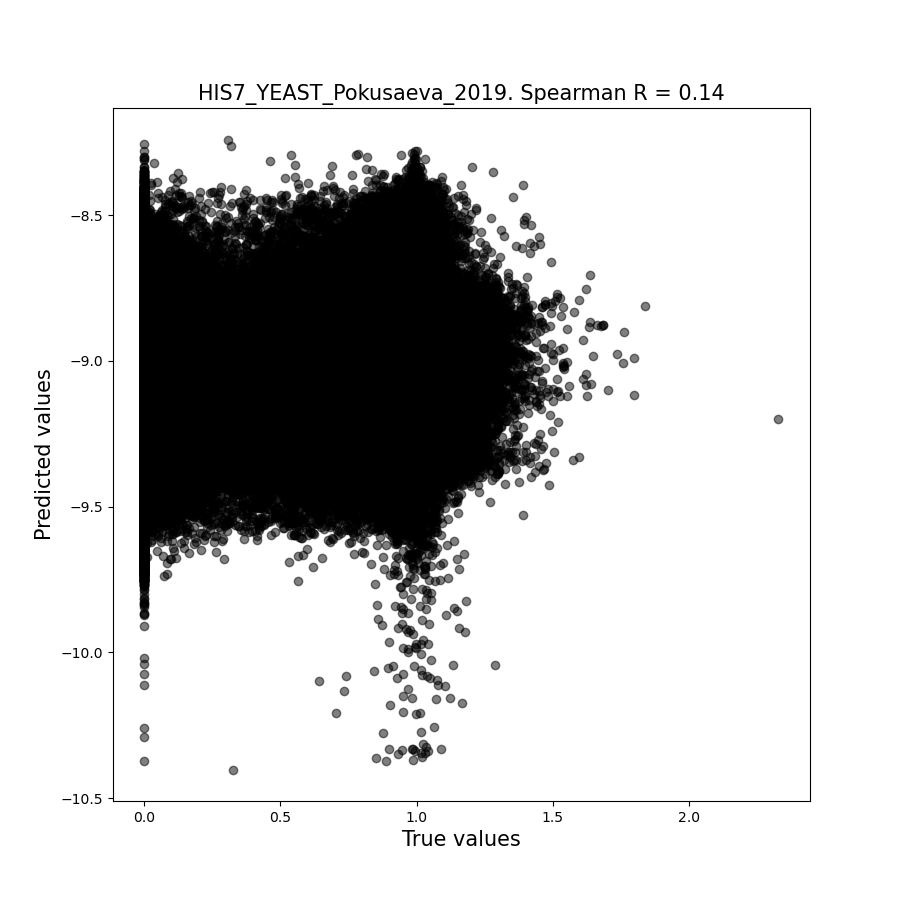 HIS7_YEAST_Pokusaeva_2019. Spearman R = 0.14
Predicted values
−8.5
−9.0
−9.5
−10.0
−10.5
0.0 0.5 1.0 1.5 2.0
True values